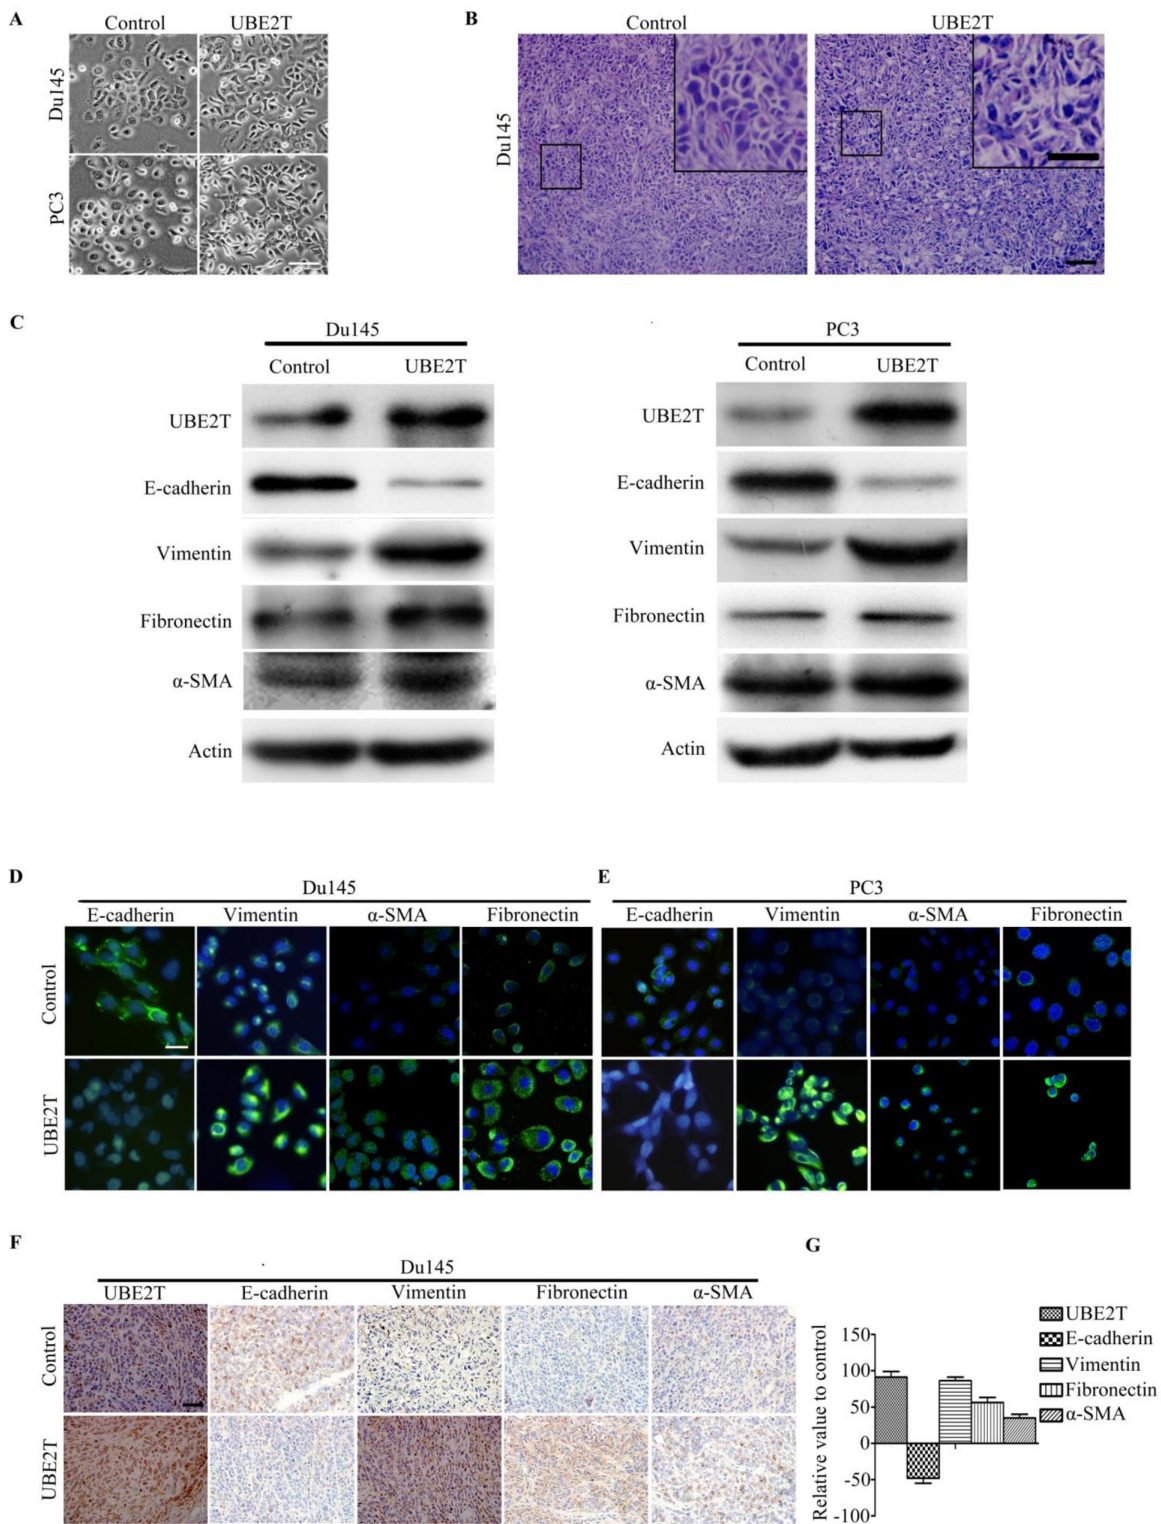 A
Control UBE2T
Du145
PC3
B
Control UBE2T
Du145
C
Du145
Control UBE2T
UBE2T
E-cadherin
Vimentin
Fibronectin
α-SMA
Actin
PC3
Control UBE2T
UBE2T
E-cadherin
Vimentin
Fibronectin
α-SMA
Actin
D
Du145
E-cadherin Vimentin α-SMA Fibronectin
Control
UBE2T
E
PC3
E-cadherin Vimentin α-SMA Fibronectin
F
Du145
UBE2T E-cadherin Vimentin Fibronectin α-SMA
Control
UBE2T
G
Relative value to control
150
100
50
0
-50
-100
UBE2T
E-cadherin
Vimentin
Fibronectin
α-SMA